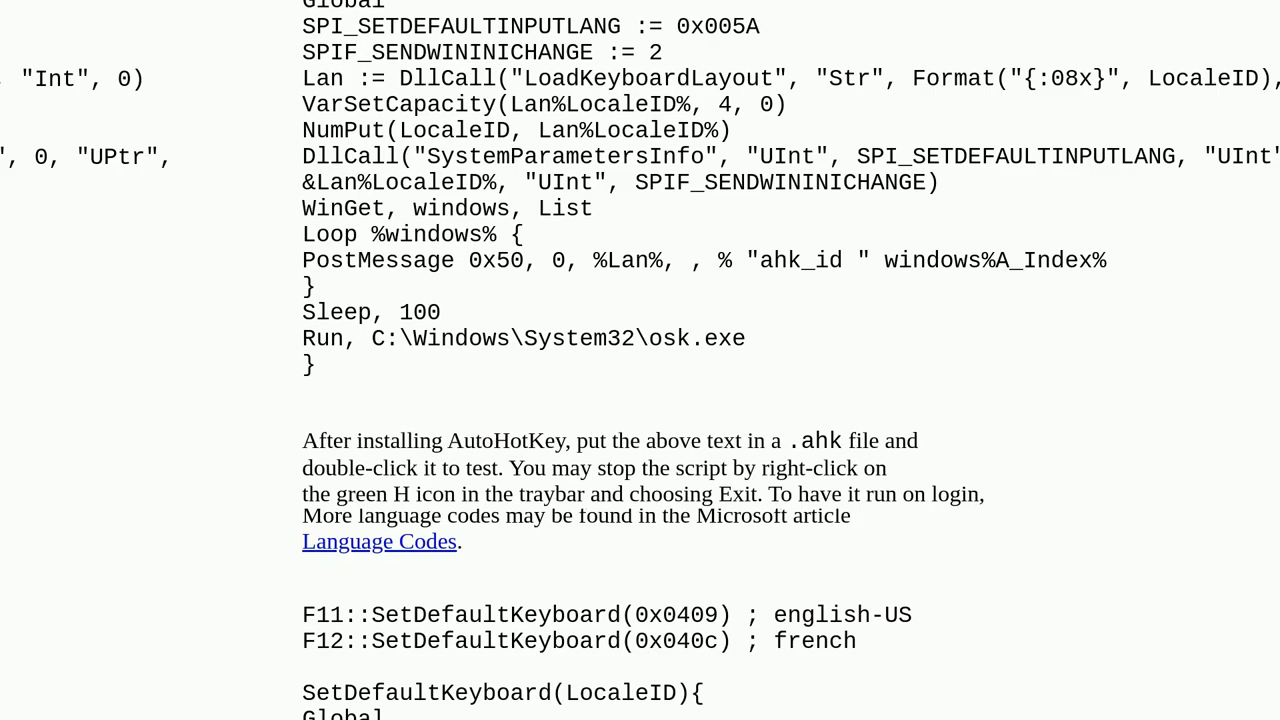 Global
SPI_SETDEFAULTINPUTLANG := 0x005A
SPIF_SENDWININICHANGE := 2
"Int", 0)
Lan := DllCall("LoadKeyboardLayout", "Str", Format("{:08x}", LocaleID),
VarSetCapacity(Lan%LocaleID%, 4, 0)
NumPut(LocaleID, Lan%LocaleID%)
", 0, "UPtr",
DllCall("SystemParametersInfo", "UInt", SPI_SETDEFAULTINPUTLANG, "UInt"
&Lan%LocaleID%, "UInt", SPIF_SENDWININICHANGE)
WinGet, windows, List
Loop %windows% {
PostMessage 0x50, 0, %Lan%, , % "ahk_id " windows%A_Index%
}
Sleep, 100
Run, C:\Windows\System32\osk.exe
}
After installing AutoHotKey, put the above text in a .ahk file and
double-click it to test. You may stop the script by right-click on
the green H icon in the traybar and choosing Exit. To have it run on login,
More language codes may be found in the Microsoft article
Language Codes.
F11::SetDefaultKeyboard(0x0409) ; english-US
F12::SetDefaultKeyboard(0x040c) ; french
SetDefaultKeyboard(LocaleID){
Global